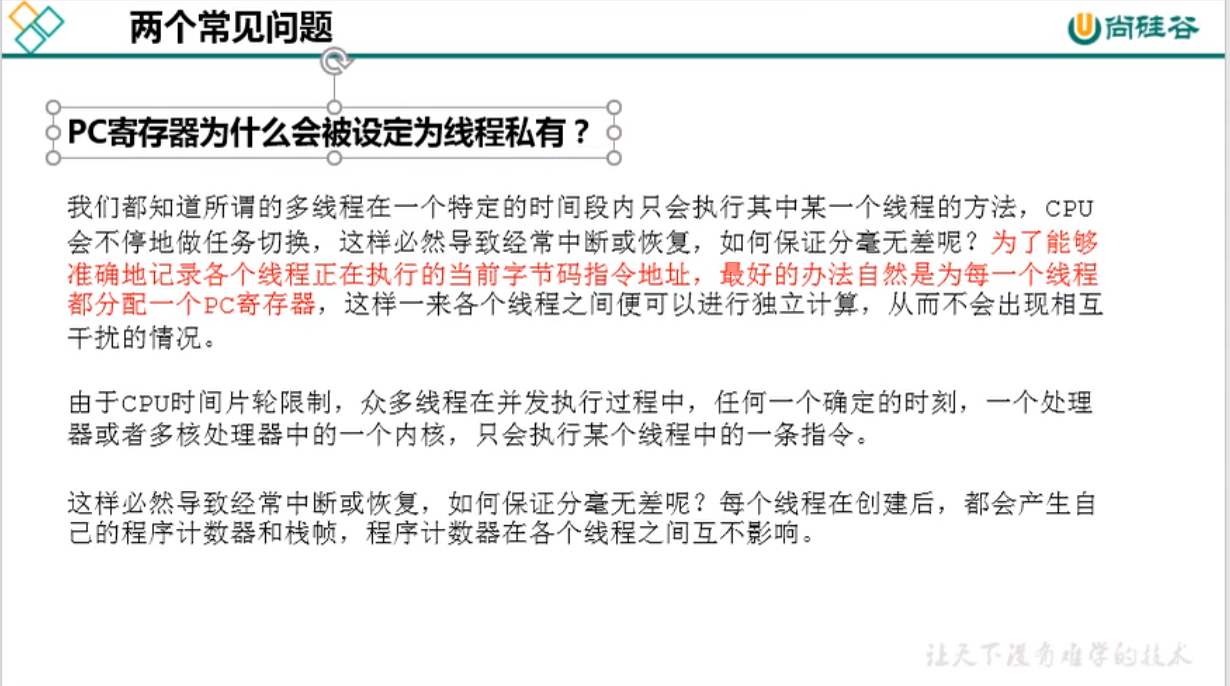 两个常见问题
尚硅谷
PC寄存器为什么会被设定为线程私有？
我们都知道所谓的多线程在一个特定的时间段内只会执行其中某一个线程的方法，CPU
会不停地做任务切换，这样必然导致经常中断或恢复，如何保证分毫无差呢？为了能够
准确地记录各个线程正在执行的当前字节码指令地址，最好的办法自然是为每一个线程
都分配一个PC寄存器，这样一来各个线程之间便可以进行独立计算，从而不会出现相互
干扰的情况。
由于CPU时间片轮限制，众多线程在并发执行过程中，任何一个确定的时刻，一个处理
器或者多核处理器中的一个内核，只会执行某个线程中的一条指令。
这样必然导致经常中断或恢复，如何保证分毫无差呢？每个线程在创建后，都会产生自
己的程序计数器和栈帧，程序计数器在各个线程之间互不影响。
让天下没有难学的技术